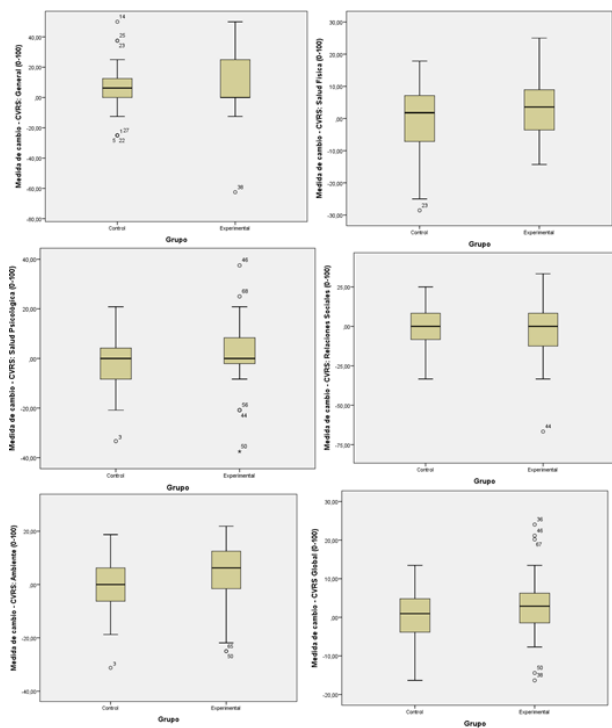 Medida de cambio - CVRS: General (0-100)
40,00
20,00
,00
-20,00
-40,00
-60,00
-80,00
14
25
23
1 27
5 22
38
Control
Experimental
Grupo
Medida de cambio - CVRS: Salud Física (0-100)
30,00
20,00
10,00
,00
-10,00
-20,00
-30,00
23
Control
Experimental
Grupo
Medida de cambio - CVRS: Salud Psicológica (0-100)
40,00
20,00
,00
-20,00
-40,00
3
46
68
56
44
50
Control
Experimental
Grupo
Medida de cambio - CVRS: Relaciones Sociales (0-100)
25,00
,00
-25,00
-50,00
-75,00
44
Control
Experimental
Grupo
Medida de cambio - CVRS: Ambiente (0-100)
20,00
,00
-20,00
-40,00
3
65
50
Control
Experimental
Grupo
Medida de cambio - CVRS Global (0-100)
30,00
20,00
10,00
,00
-10,00
-20,00
36
46
67
50
38
Control
Experimental
Grupo